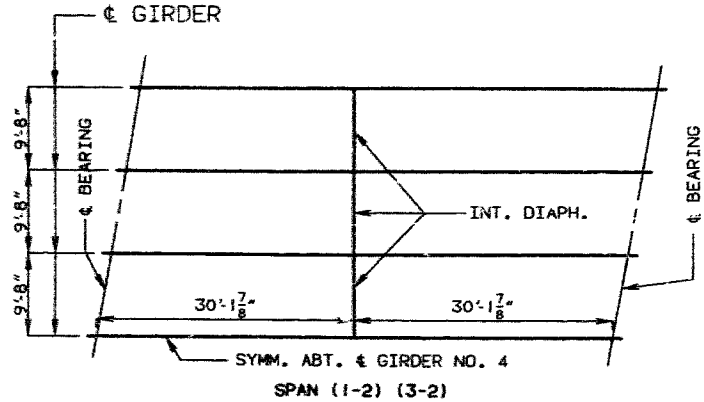 ℄ GIRDER
9'-8"
9'-8"
9'-8"
℄ BEARING
℄ BEARING
INT. DIAPH.
30'-1 7/8"
30'-1 7/8"
SYMM. ABT. ℄ GIRDER NO. 4
SPAN (1-2) (3-2)